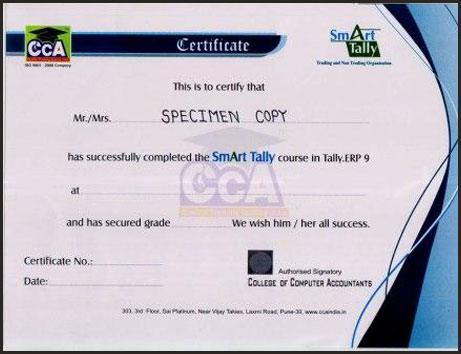 CCA
ISO 9001 : 2008 Company
Certificate
SmArt
Tally
Trading and Non Trading Organisation
This is to certify that
Mr./Mrs. SPECIMEN COPY
has successfully completed the SmArt Tally course in Tally.ERP 9
CCA
at
and has secured grade We wish him / her all success.
Certificate No.:
Date:
Authorised Signatory
COLLEGE OF COMPUTER ACCOUNTANTS
303, 3rd Floor, Sai Platinum, Near Vijay Talkies, Laxmi Road, Pune-30, www.ccaindia.in